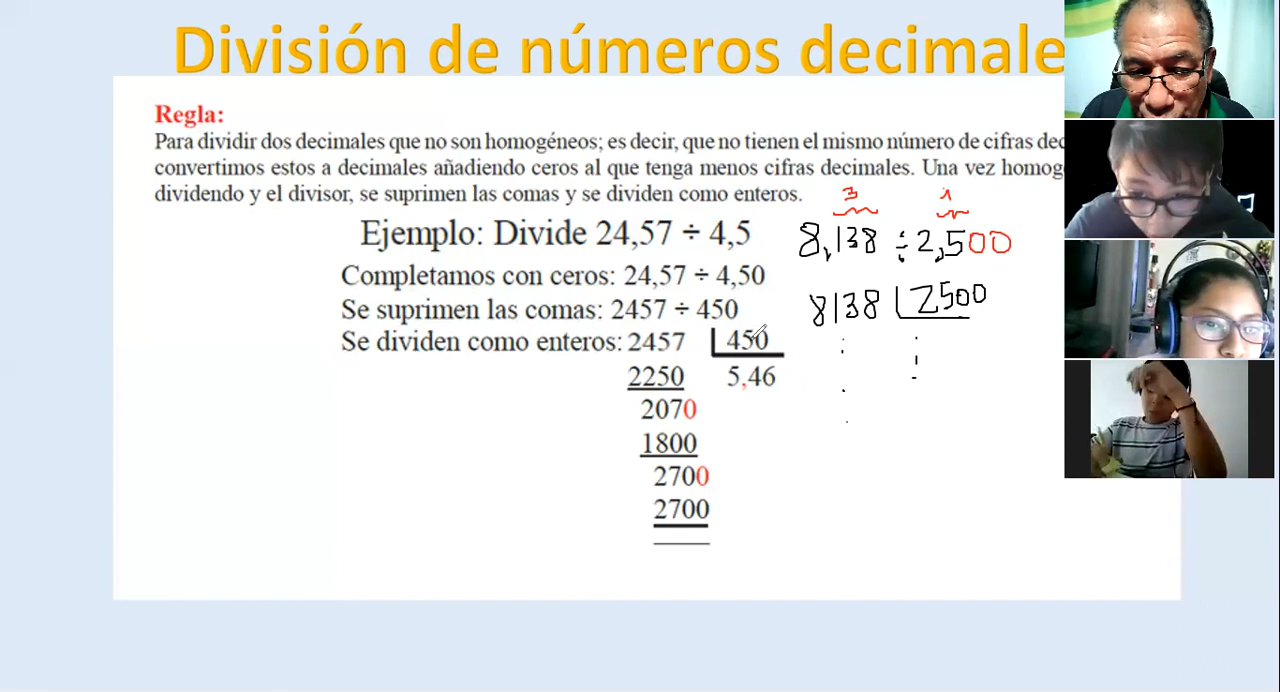 División de números decimale
Regla:
Para dividir dos decimales que no son homogéneos; es decir, que no tienen el mismo número de cifras dec
convertimos estos a decimales añadiendo ceros al que tenga menos cifras decimales. Una vez homog
dividendo y el divisor, se suprimen las comas y se dividen como enteros.
3 1
Ejemplo: Divide 24,57 ÷ 4,5
8,138 ÷ 2,500
Completamos con ceros: 24,57 ÷ 4,50
Se suprimen las comas: 2457 ÷ 450
8138 2500
Se dividen como enteros: 2457 450
2250 5,46
2070
1800
2700
2700